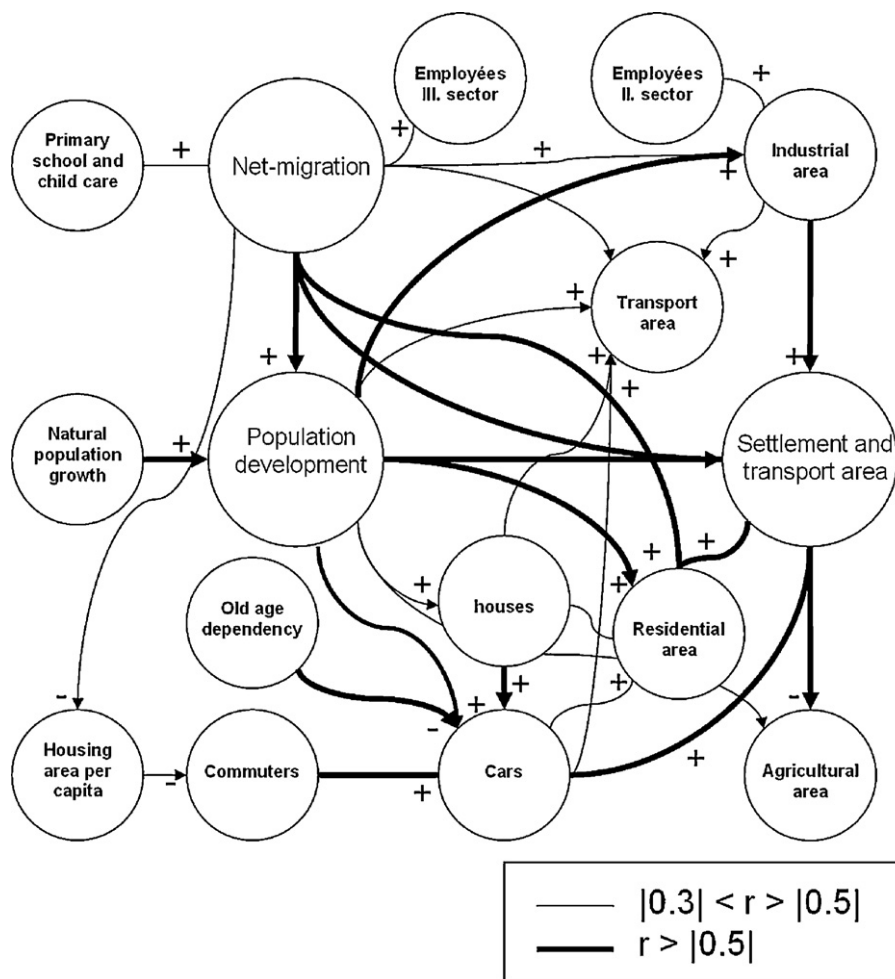 Employées
III. sector
Employées
II. sector
+
+
Primary
school and
child care
+
Net-migration
+
Industrial
area
+
+
Transport
area
+
+
+
+
+
+
Natural
population
growth
+
Population
development
Settlement and
transport area
+
+
Old age
dependency
+
houses
+
Residential
area
-
+
+
+
-
-
+
Housing
area per
capita
-
Commuters
+
Cars
Agricultural
area
|0.3| < r > |0.5|
r > |0.5|